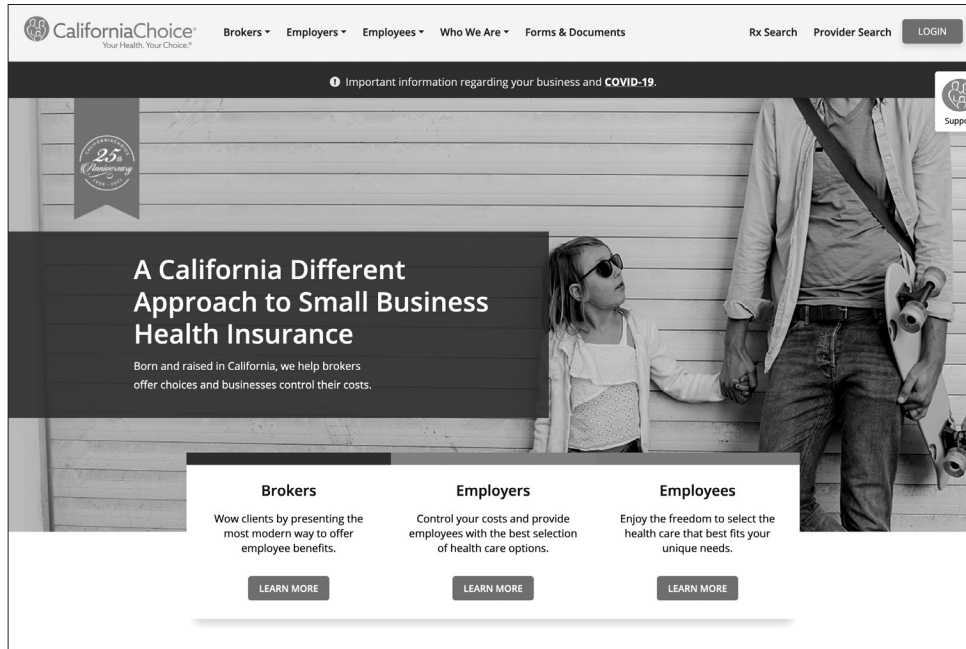 CaliforniaChoice®
Your Health. Your Choice.®
Brokers Employers Employees Who We Are Forms & Documents
Rx Search Provider Search LOGIN
Important information regarding your business and COVID-19.
CALIFORNIACHOICE
25th
Anniversary
1996 - 2021
A California Different
Approach to Small Business
Health Insurance
Born and raised in California, we help brokers
offer choices and businesses control their costs.
Brokers
Wow clients by presenting the
most modern way to offer
employee benefits.
LEARN MORE
Employers
Control your costs and provide
employees with the best selection
of health care options.
LEARN MORE
Employees
Enjoy the freedom to select the
health care that best fits your
unique needs.
LEARN MORE